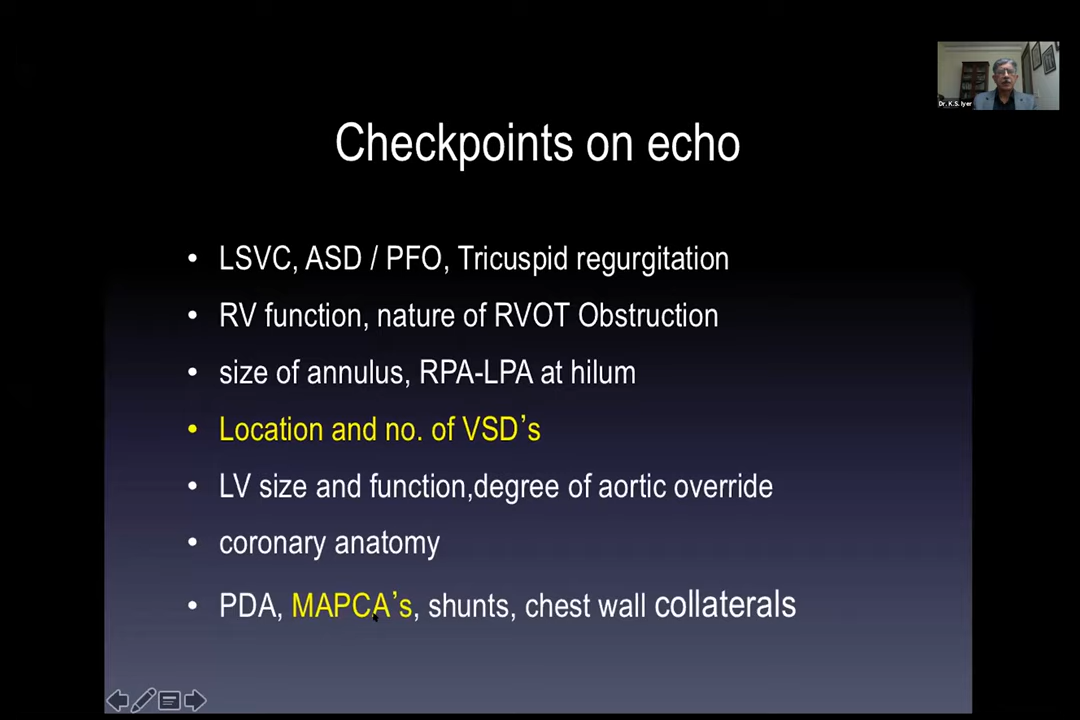 Dr. K.S. Iyer
Checkpoints on echo
• LSVC, ASD / PFO, Tricuspid regurgitation
• RV function, nature of RVOT Obstruction
• size of annulus, RPA-LPA at hilum
• Location and no. of VSD’s
• LV size and function,degree of aortic override
• coronary anatomy
• PDA, MAPCA’s, shunts, chest wall collaterals